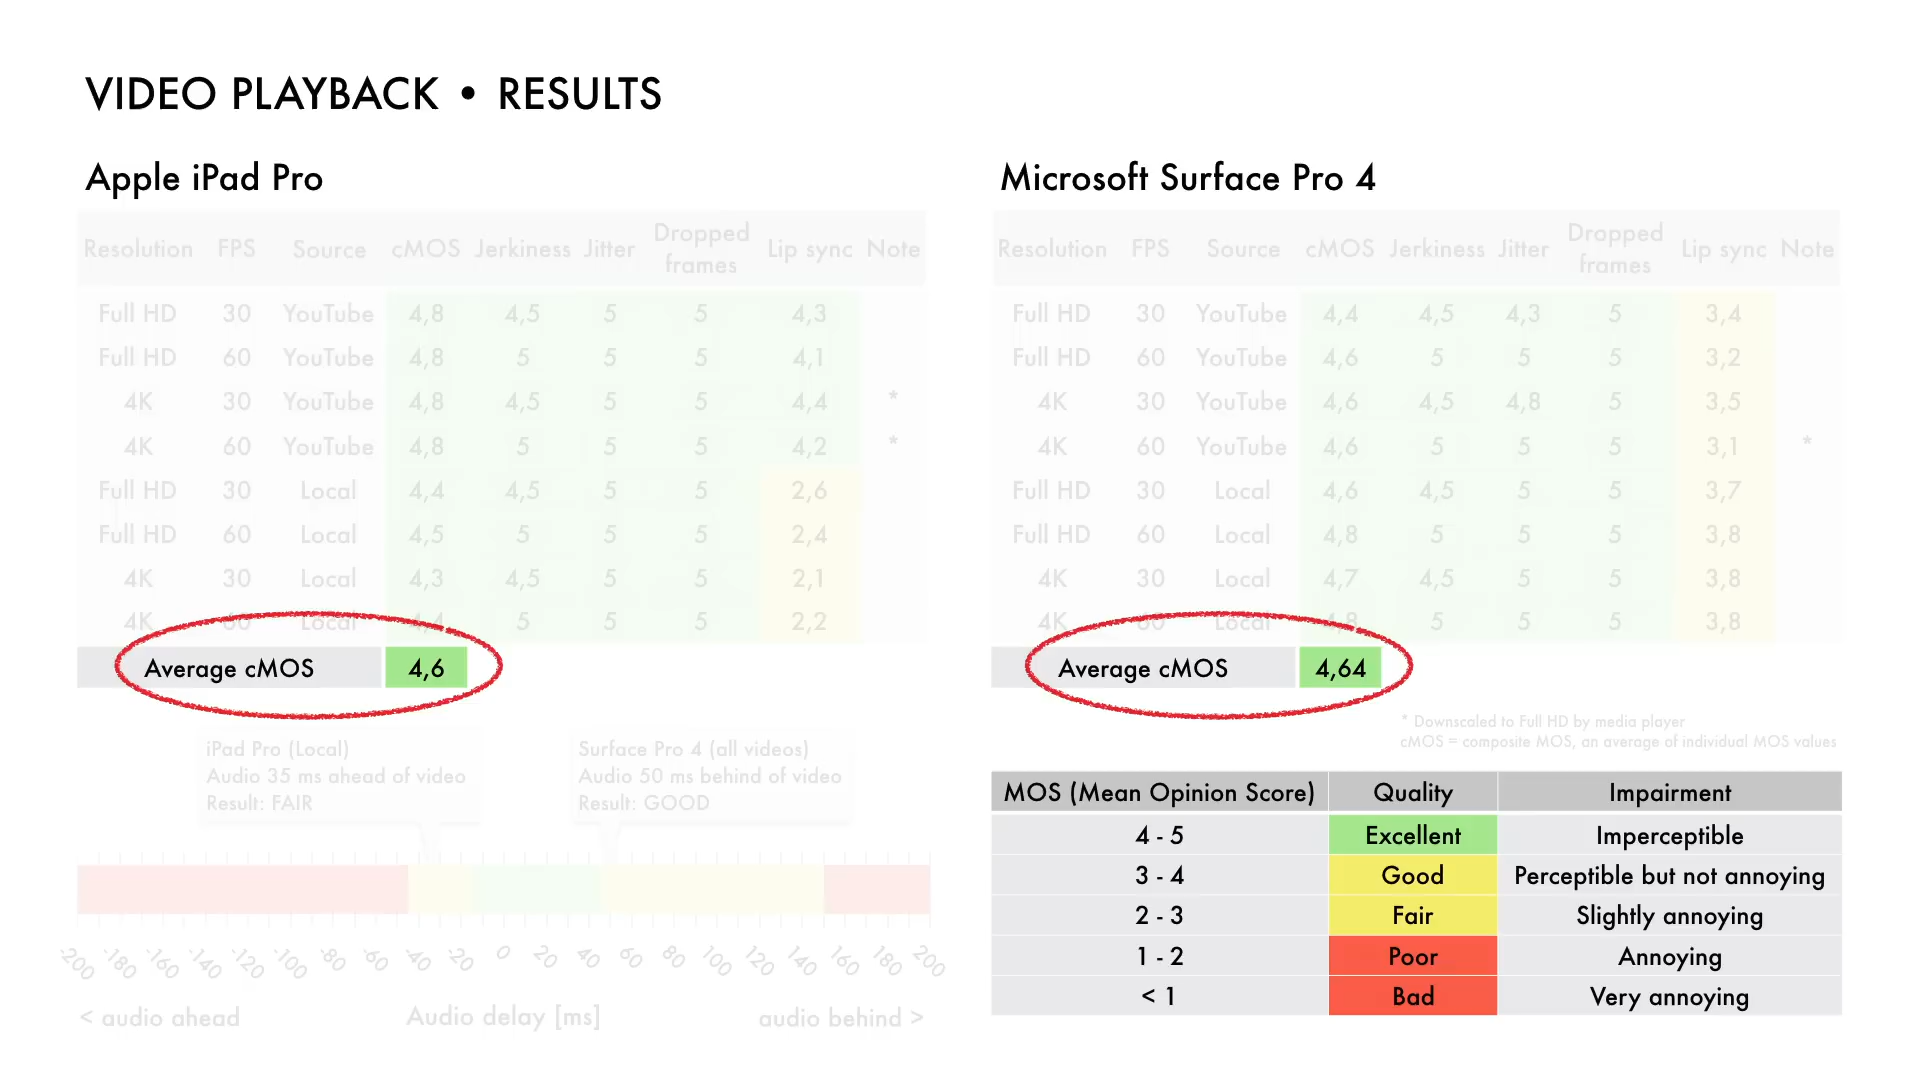 VIDEO PLAYBACK • RESULTS
Apple iPad Pro
Resolution FPS Source cMOS Jerkiness Jitter Dropped frames Lip sync Note
Full HD 30 YouTube 4,8 4,5 5 5 4,3
Full HD 60 YouTube 4,8 5 5 5 4,1
4K 30 YouTube 4,8 4,5 5 5 4,4 *
4K 60 YouTube 4,8 5 5 5 4,2 *
Full HD 30 Local 4,4 4,5 5 5 2,6
Full HD 60 Local 4,5 5 5 5 2,4
4K 30 Local 4,3 4,5 5 5 2,1
4K 60 Local 4,4 5 5 5 2,2
Average cMOS 4,6
Microsoft Surface Pro 4
Resolution FPS Source cMOS Jerkiness Jitter Dropped frames Lip sync Note
Full HD 30 YouTube 4,4 4,5 4,3 5 3,4
Full HD 60 YouTube 4,6 5 5 5 3,2
4K 30 YouTube 4,6 4,5 4,8 5 3,5
4K 60 YouTube 4,6 5 5 5 3,1 *
Full HD 30 Local 4,6 4,5 5 5 3,7
Full HD 60 Local 4,8 5 5 5 3,8
4K 30 Local 4,7 4,5 5 5 3,8
4K 60 Local 4,8 5 5 5 3,8
Average cMOS 4,64
* Downscaled to Full HD by media player
cMOS = composite MOS, an average of individual MOS values
iPad Pro (Local)
Audio 35 ms ahead of video
Result: FAIR
Surface Pro 4 (all videos)
Audio 50 ms behind of video
Result: GOOD
-200 -180 -160 -140 -120 -100 -80 -60 -40 -20 0 20 40 60 80 100 120 140 160 180 200
< audio ahead Audio delay [ms] audio behind >
MOS (Mean Opinion Score) Quality Impairment
4 - 5 Excellent Imperceptible
3 - 4 Good Perceptible but not annoying
2 - 3 Fair Slightly annoying
1 - 2 Poor Annoying
< 1 Bad Very annoying